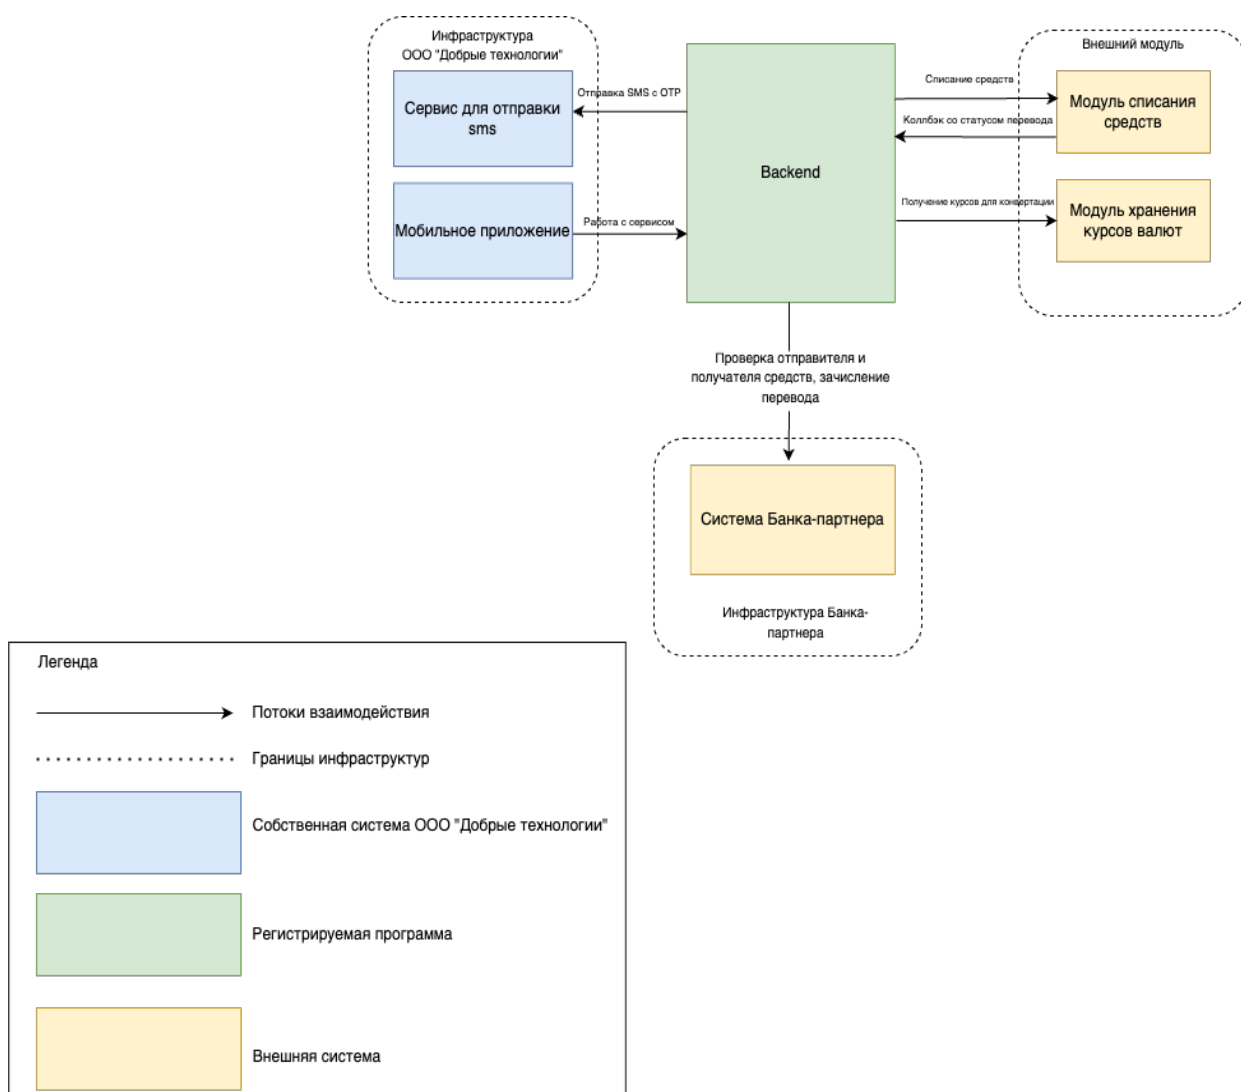 Инфраструктура
ООО "Добрые технологии"
Сервис для отправки
sms
Мобильное приложение
Отправка SMS с OTP
Работа с сервисом
Backend
Списание средств
Коллбэк со статусом перевода
Получение курсов для конвертации
Внешний модуль
Модуль списания
средств
Модуль хранения
курсов валют
Проверка отправителя и
получателя средств, зачисление
перевода
Система Банка-партнера
Инфраструктура Банка-
партнера
Легенда
Потоки взаимодействия
Границы инфраструктур
Собственная система ООО "Добрые технологии"
Регистрируемая программа
Внешняя система